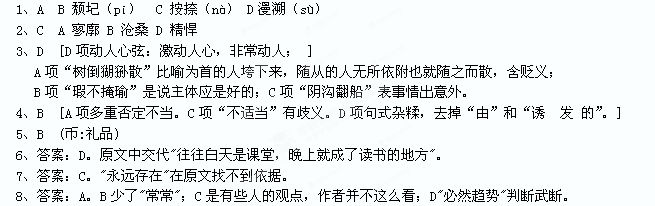 1、A  B 颓圮（pǐ）  C 按捺（nà）  D漫溯（sù）
2、C  A 寥廓 B 沧桑 D 精悍
3、D  [D项动人心弦：激动人心，非常动人； ]
A项“树倒猢狲散”比喻为首的人垮下来，随从的人无所依附也就随之而散，含贬义；
B项“瑕不掩瑜”是说主体应是好的；C项“阴沟翻船”表事情出意外。
4、B  [A项多重否定不当。C项“不适当”有歧义。D项句式杂糅，去掉“由”和“诱  发 的”。]
5、B （币:礼品）
6、答案：D。原文中交代"往往白天是课堂，晚上就成了读书的地方"。
7、答案：C。"永远存在"在原文找不到依据。
8、答案：A。B少了"常常"；C是有些人的观点，作者并不这么看；D"必然趋势"判断武断。